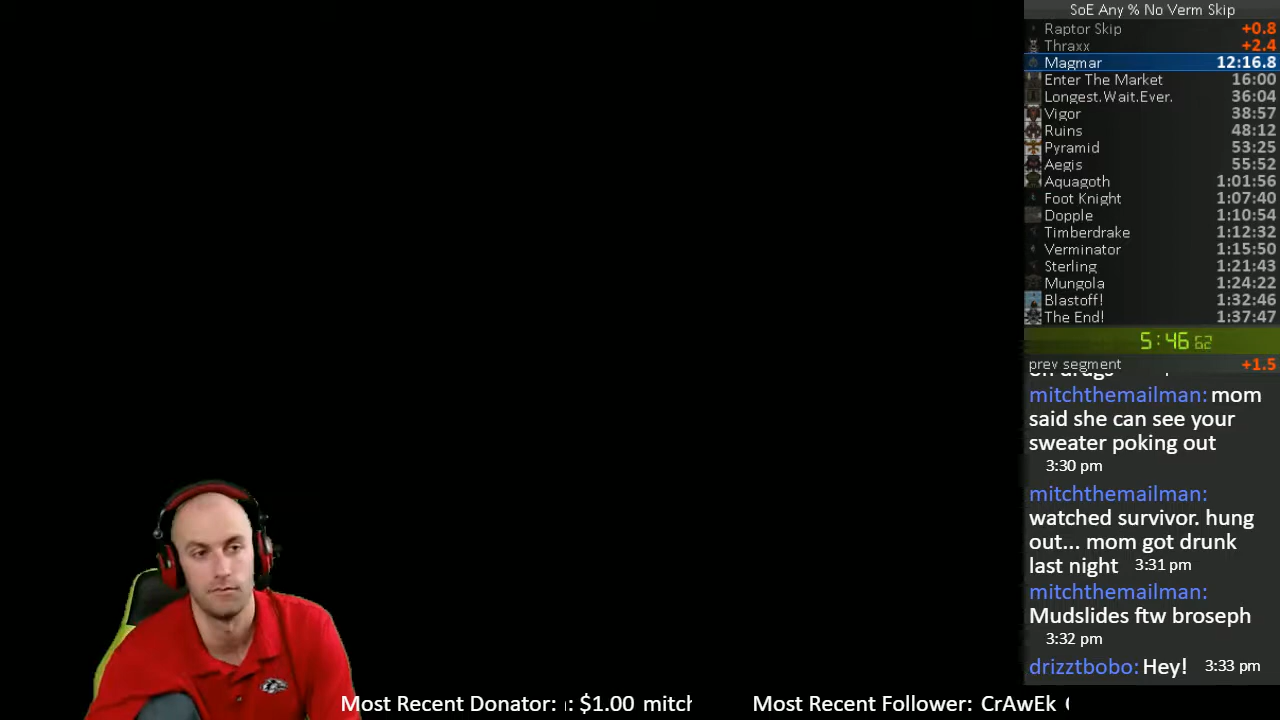 SoE Any % No Verm Skip
Raptor Skip +0.8
Thraxx +2.4
Magmar 12:16.8
Enter The Market 16:00
Longest.Wait.Ever. 36:04
Vigor 38:57
Ruins 48:12
Pyramid 53:25
Aegis 55:52
Aquagoth 1:01:56
Foot Knight 1:07:40
Dopple 1:10:54
Timberdrake 1:12:32
Verminator 1:15:50
Sterling 1:21:43
Mungola 1:24:22
Blastoff! 1:32:46
The End! 1:37:47
5:46 62
prev segment +1.5
mitchthemailman: mom
said she can see your
sweater poking out
3:30 pm
mitchthemailman:
watched survivor. hung
out... mom got drunk
last night 3:31 pm
mitchthemailman:
Mudslides ftw broseph
3:32 pm
drizztbobo: Hey! 3:33 pm
Most Recent Donator: : $1.00 mitch Most Recent Follower: CrAwEk